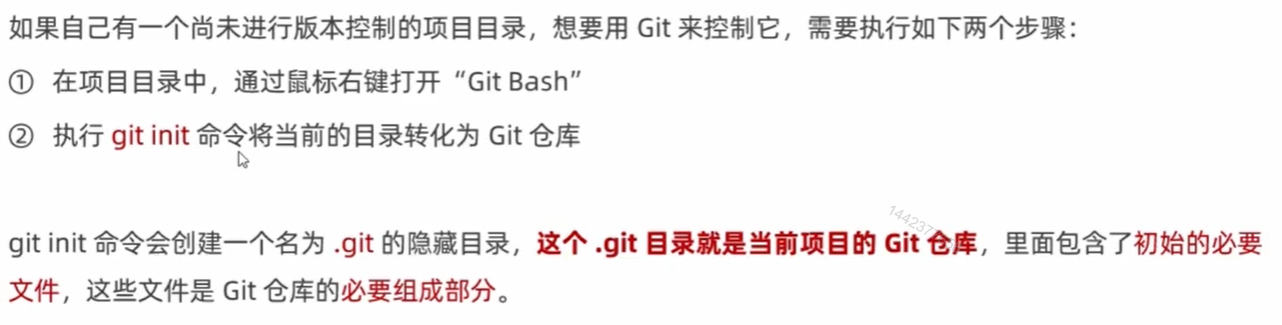 如果自己有一个尚未进行版本控制的项目目录，想要用 Git 来控制它，需要执行如下两个步骤：
① 在项目目录中，通过鼠标右键打开“Git Bash”
② 执行 git init 命令将当前的目录转化为 Git 仓库
git init 命令会创建一个名为 .git 的隐藏目录，这个 .git 目录就是当前项目的 Git 仓库，里面包含了初始的必要
文件，这些文件是 Git 仓库的必要组成部分。